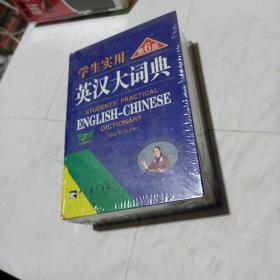 学生实用
第6版
英汉大词典
STUDENTS' PRACTICAL
ENGLISH-CHINESE
DICTIONARY